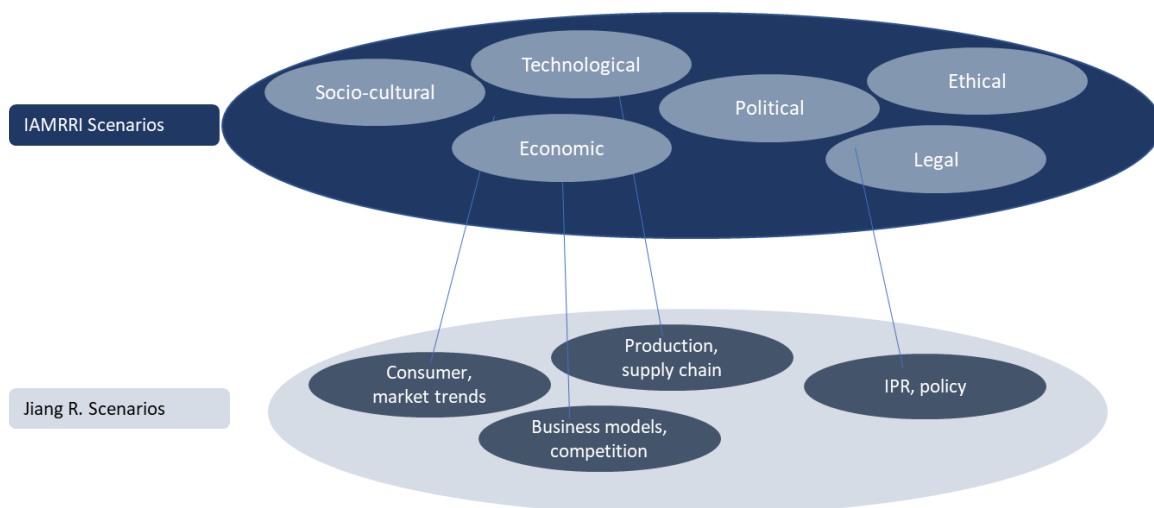 IAMRRI Scenarios
Socio-cultural
Technological
Economic
Political
Ethical
Legal
Jiang R. Scenarios
Consumer,
market trends
Production,
supply chain
Business models,
competition
IPR, policy